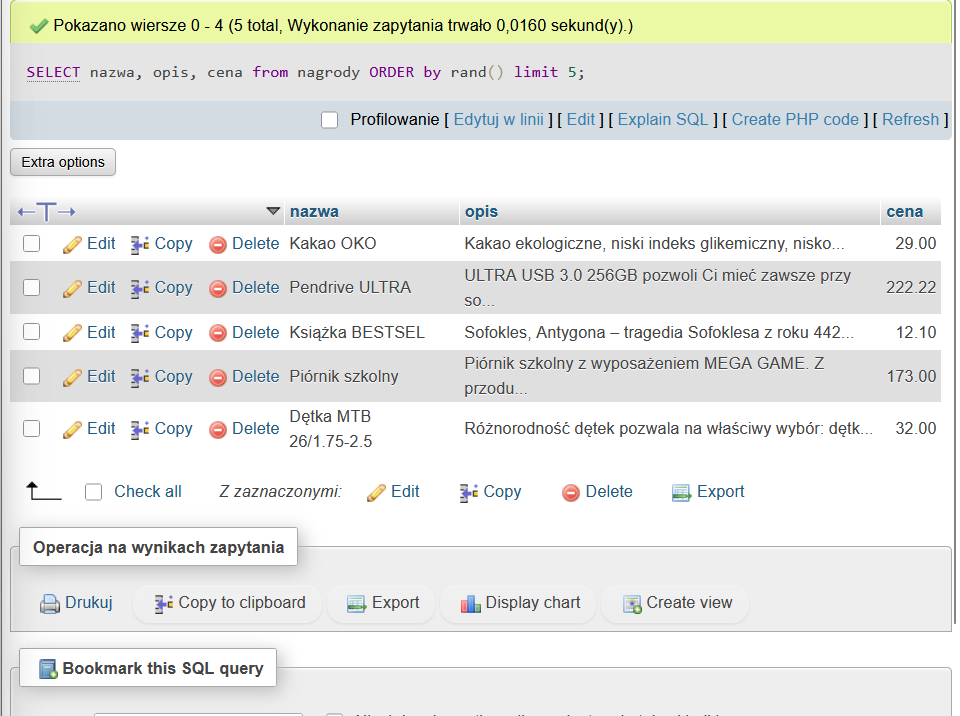 Pokazano wiersze 0 - 4 (5 total, Wykonanie zapytania trwało 0,0160 sekund(y).)
SELECT nazwa, opis, cena from nagrody ORDER by rand() limit 5;
Profilowanie [ Edytuj w linii ] [ Edit ] [ Explain SQL ] [ Create PHP code ] [ Refresh ]
Extra options
nazwa opis cena
Edit Copy Delete Kakao OKO Kakao ekologiczne, niski indeks glikemiczny, nisko... 29.00
Edit Copy Delete Pendrive ULTRA ULTRA USB 3.0 256GB pozwoli Ci mieć zawsze przy
so... 222.22
Edit Copy Delete Książka BESTSEL Sofokles, Antygona – tragedia Sofoklesa z roku 442... 12.10
Edit Copy Delete Piórnik szkolny Piórnik szkolny z wyposażeniem MEGA GAME. Z
przodu... 173.00
Edit Copy Delete Dętka MTB
26/1.75-2.5 Różnorodność dętek pozwala na właściwy wybór: dętk... 32.00
Check all Z zaznaczonymi: Edit Copy Delete Export
Operacja na wynikach zapytania
Drukuj Copy to clipboard Export Display chart Create view
Bookmark this SQL query